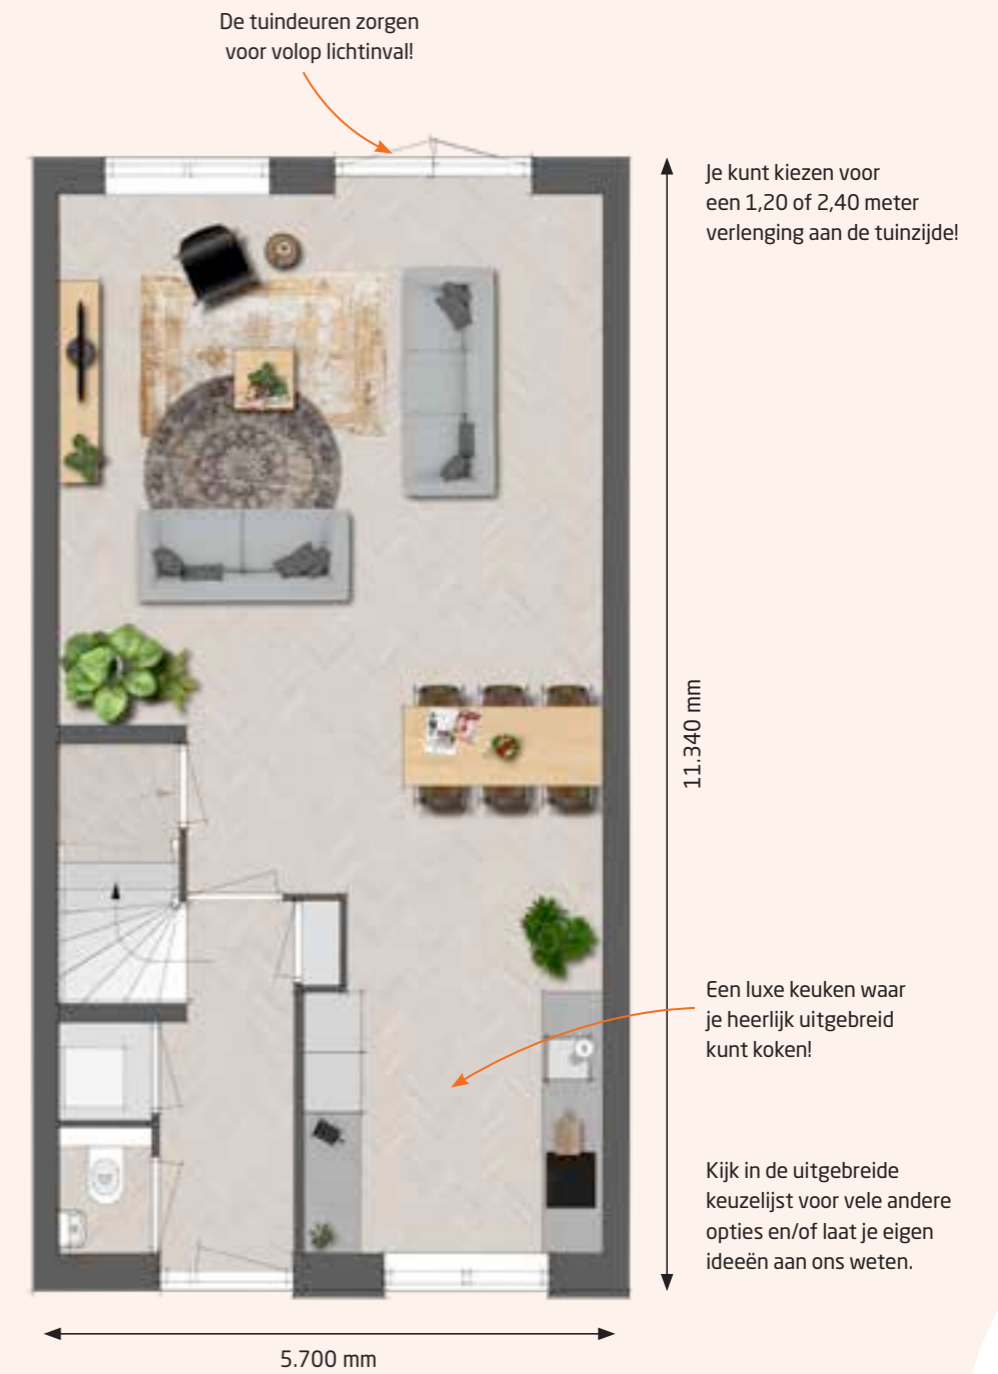 De tuindeuren zorgen
voor volop lichtinval!
Je kunt kiezen voor
een 1,20 of 2,40 meter
verlenging aan de tuinzijde!
11.340 mm
Een luxe keuken waar
je heerlijk uitgebreid
kunt koken!
Kijk in de uitgebreide
keuzelijst voor vele andere
opties en/of laat je eigen
ideeën aan ons weten.
5.700 mm